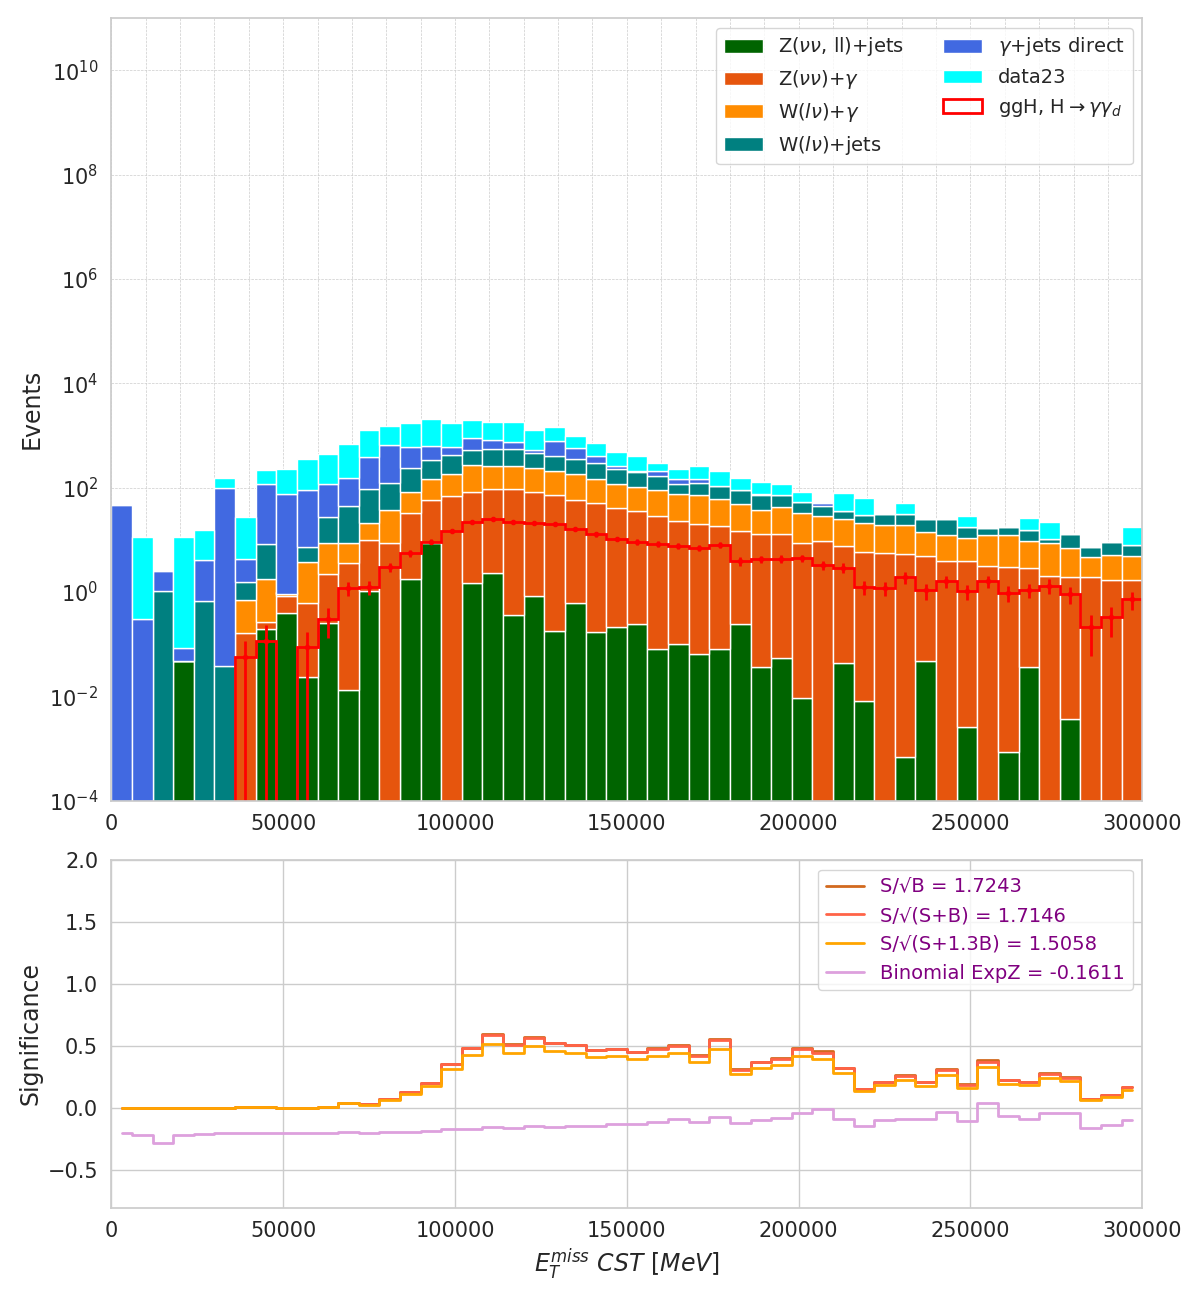 Z(νν, ll)+jets
Z(νν)+γ
W(lν)+γ
W(lν)+jets
γ+jets direct
data23
ggH, H→γγ_d
Events
10^10
10^8
10^6
10^4
10^2
10^0
10^−2
10^−4
0 50000 100000 150000 200000 250000 300000
S/√B = 1.7243
S/√(S+B) = 1.7146
S/√(S+1.3B) = 1.5058
Binomial ExpZ = -0.1611
Significance
2.0
1.5
1.0
0.5
0.0
−0.5
0 50000 100000 150000 200000 250000 300000
E_T^miss CST [MeV]